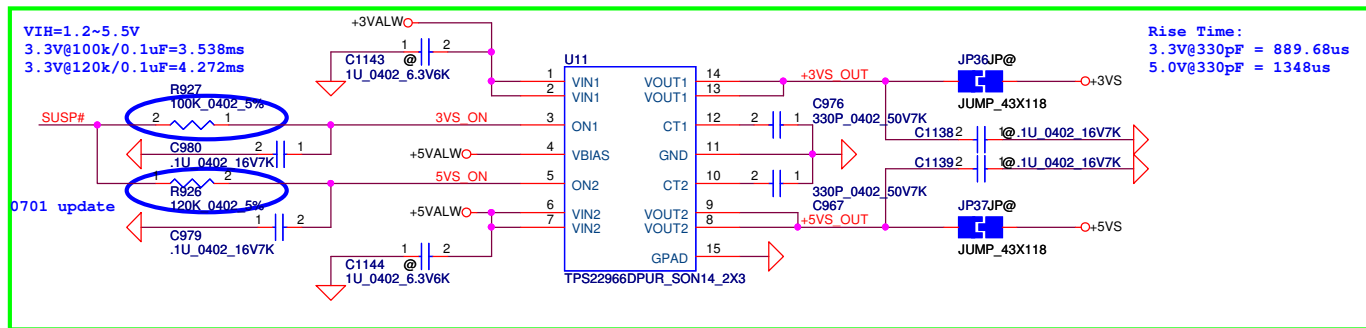 VIH=1.2~5.5V
3.3V@100k/0.1uF=3.538ms
3.3V@120k/0.1uF=4.272ms
Rise Time:
3.3V@330pF = 889.68us
5.0V@330pF = 1348us
+3VALW
1 2
C1143 @
1U_0402_6.3V6K
U11
1 VIN1
2 VIN1
3 ON1
4 VBIAS
5 ON2
6 VIN2
7 VIN2
VOUT1 14
VOUT1 13
CT1 12
GND 11
CT2 10
VOUT2 9
VOUT2 8
GPAD 15
TPS22966DPUR_SON14_2X3
R927
100K_0402_5%
SUSP#
2 1
3VS_ON
C980 2 1
.1U_0402_16V7K
+5VALW
1 2
5VS_ON
R926
120K_0402_5%
0701 update
1 2
C979
.1U_0402_16V7K
+5VALW
1 2
C1144 @
1U_0402_6.3V6K
+3VS_OUT
JP36JP@
+3VS
JUMP_43X118
C976
330P_0402_50V7K
2 1
C1138 2 1
@.1U_0402_16V7K
C1139 2 1
@.1U_0402_16V7K
2 1
330P_0402_50V7K
C967
+5VS_OUT
JP37JP@
+5VS
JUMP_43X118